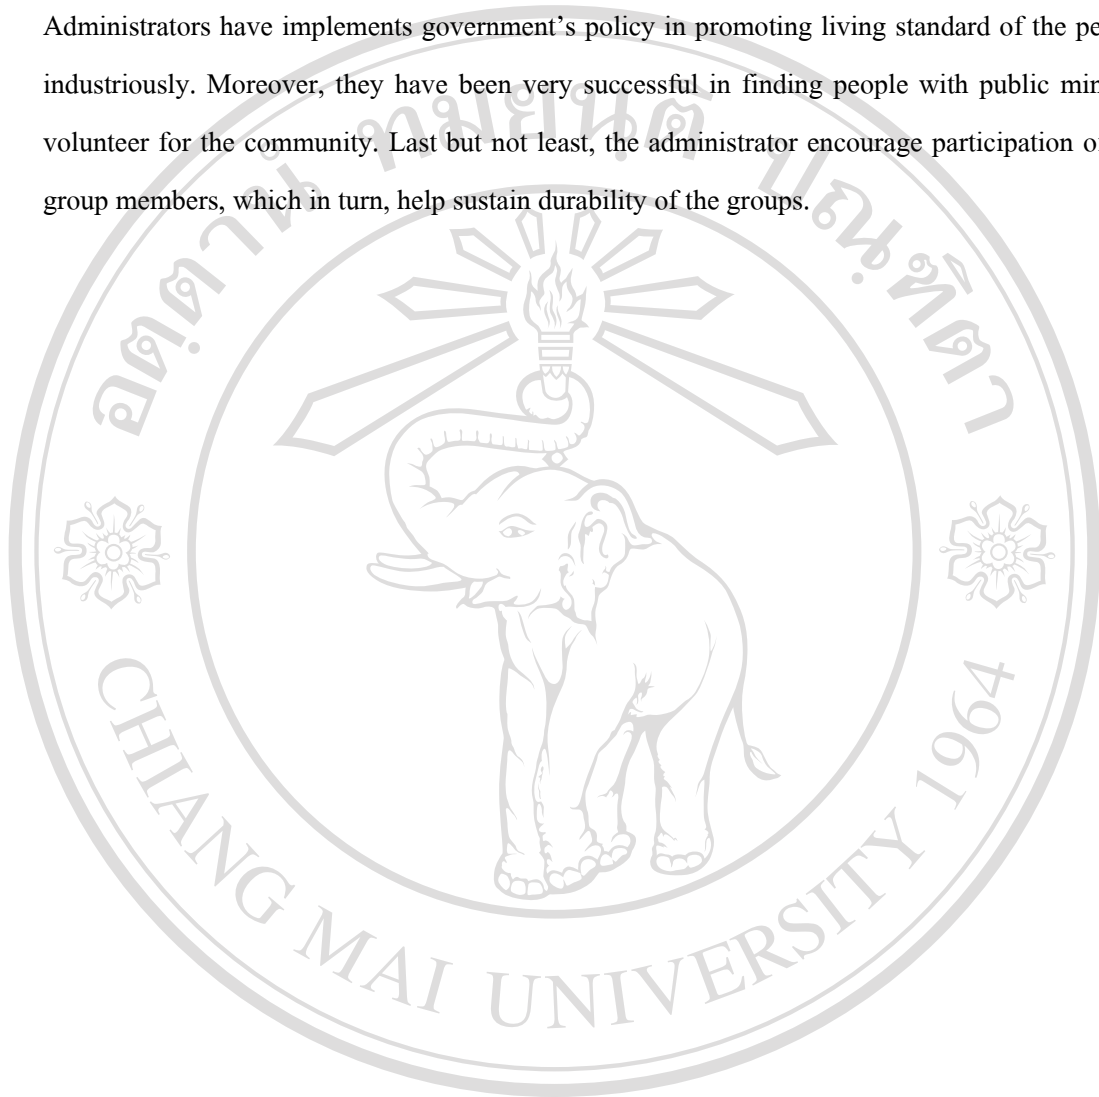 Administrators have implements government’s policy in promoting living standard of the
industriously. Moreover, they have been very successful in finding people with public
volunteer for the community. Last but not least, the administrator encourage participation
group members, which in turn, help sustain durability of the groups.
CHIANG MAI UNIVERSITY 1964